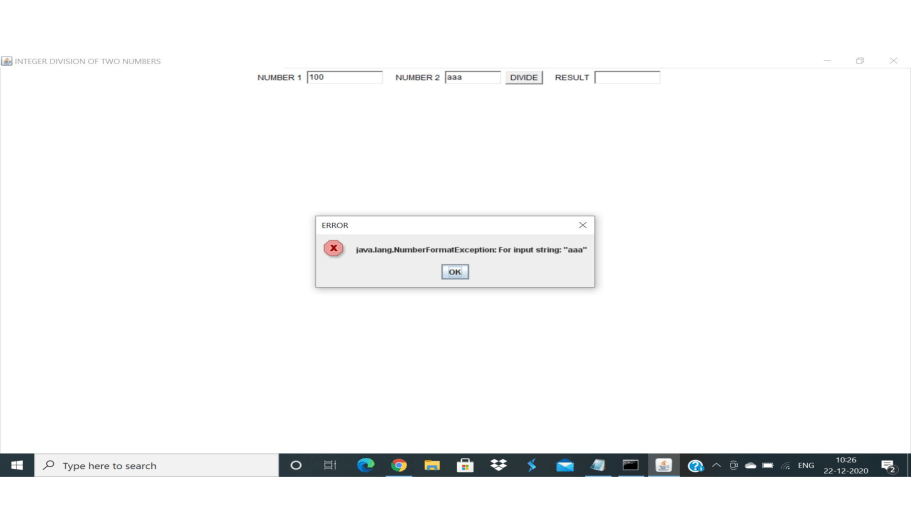 INTEGER DIVISION OF TWO NUMBERS
NUMBER 1 100 NUMBER 2 aaa DIVIDE RESULT
ERROR
java.lang.NumberFormatException: For input string: "aaa"
OK
Type here to search
ENG
10:26
22-12-2020
2